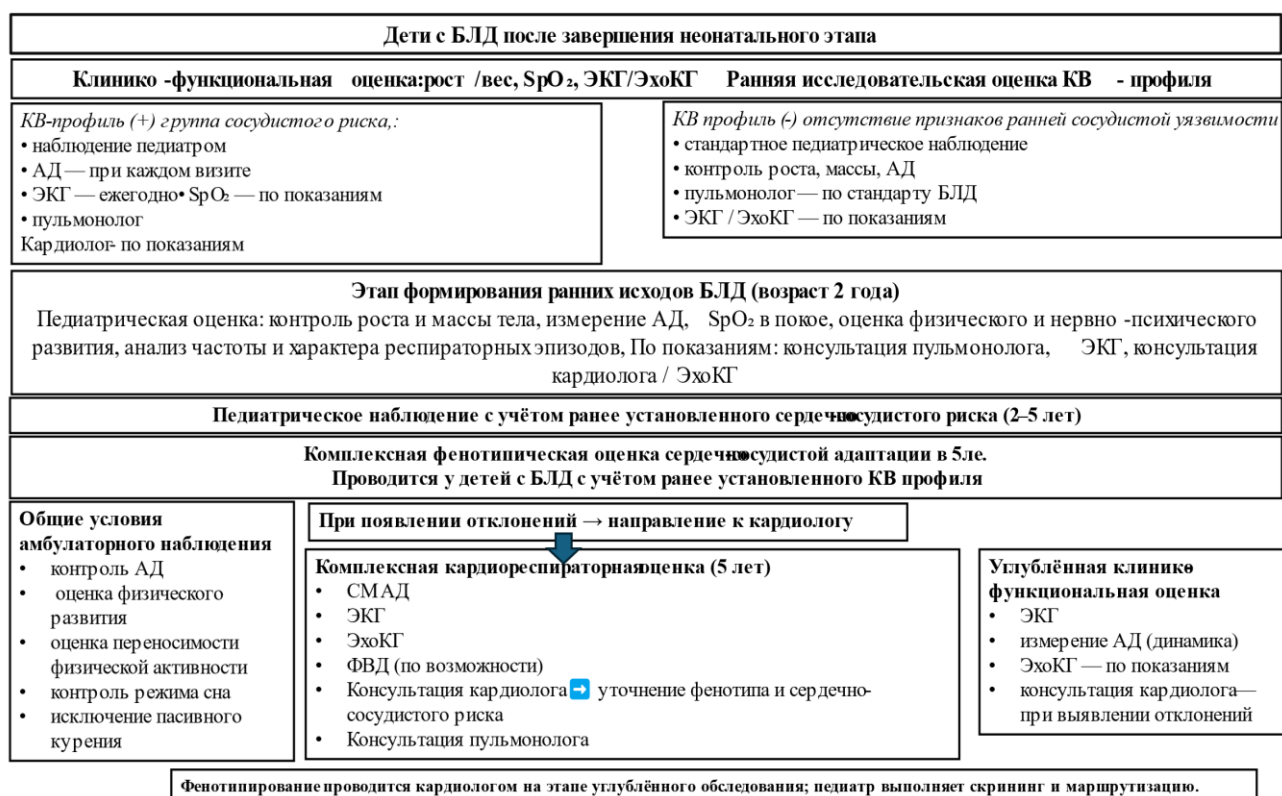 Дети с БЛД после завершения неонатального этапа
Клинико -функциональная оценка:рост /вес, SpO₂, ЭКГ/ЭхоКГ Ранняя исследовательская оценка КВ - профиля
КВ-профиль (+) группа сосудистого риска,:
• наблюдение педиатром
• АД — при каждом визите
• ЭКГ — ежегодно• SpO₂ — по показаниям
• пульмонолог
Кардиолог- по показаниям
КВ профиль (-) отсутствие признаков ранней сосудистой уязвимости
• стандартное педиатрическое наблюдение
• контроль роста, массы, АД
• пульмонолог— по стандарту БЛД
• ЭКГ / ЭхоКГ — по показаниям
Этап формирования ранних исходов БЛД (возраст 2 года)
Педиатрическая оценка: контроль роста и массы тела, измерение АД, SpO₂ в покое, оценка физического и нервно -психического
развития, анализ частоты и характера респираторных эпизодов, По показаниям: консультация пульмонолога, ЭКГ, консультация
кардиолога / ЭхоКГ
Педиатрическое наблюдение с учётом ранее установленного сердечно-сосудистого риска (2–5 лет)
Комплексная фенотипическая оценка сердечно-сосудистой адаптации в 5ле.
Проводится у детей с БЛД с учётом ранее установленного КВ профиля
Общие условия
амбулаторного наблюдения
• контроль АД
• оценка физического
развития
• оценка переносимости
физической активности
• контроль режима сна
• исключение пасивного
курения
При появлении отклонений → направление к кардиологу
Комплексная кардиореспираторная оценка (5 лет)
• СМАД
• ЭКГ
• ЭхоКГ
• ФВД (по возможности)
• Консультация кардиолога ➡ уточнение фенотипа и сердечно-
сосудистого риска
• Консультация пульмонолога
Углублённая клинико-
функциональная оценка
• ЭКГ
• измерение АД (динамика)
• ЭхоКГ — по показаниям
• консультация кардиолога—
при выявлении отклонений
Фенотипирование проводится кардиологом на этапе углублённого обследования; педиатр выполняет скрининг и маршрутизацию.